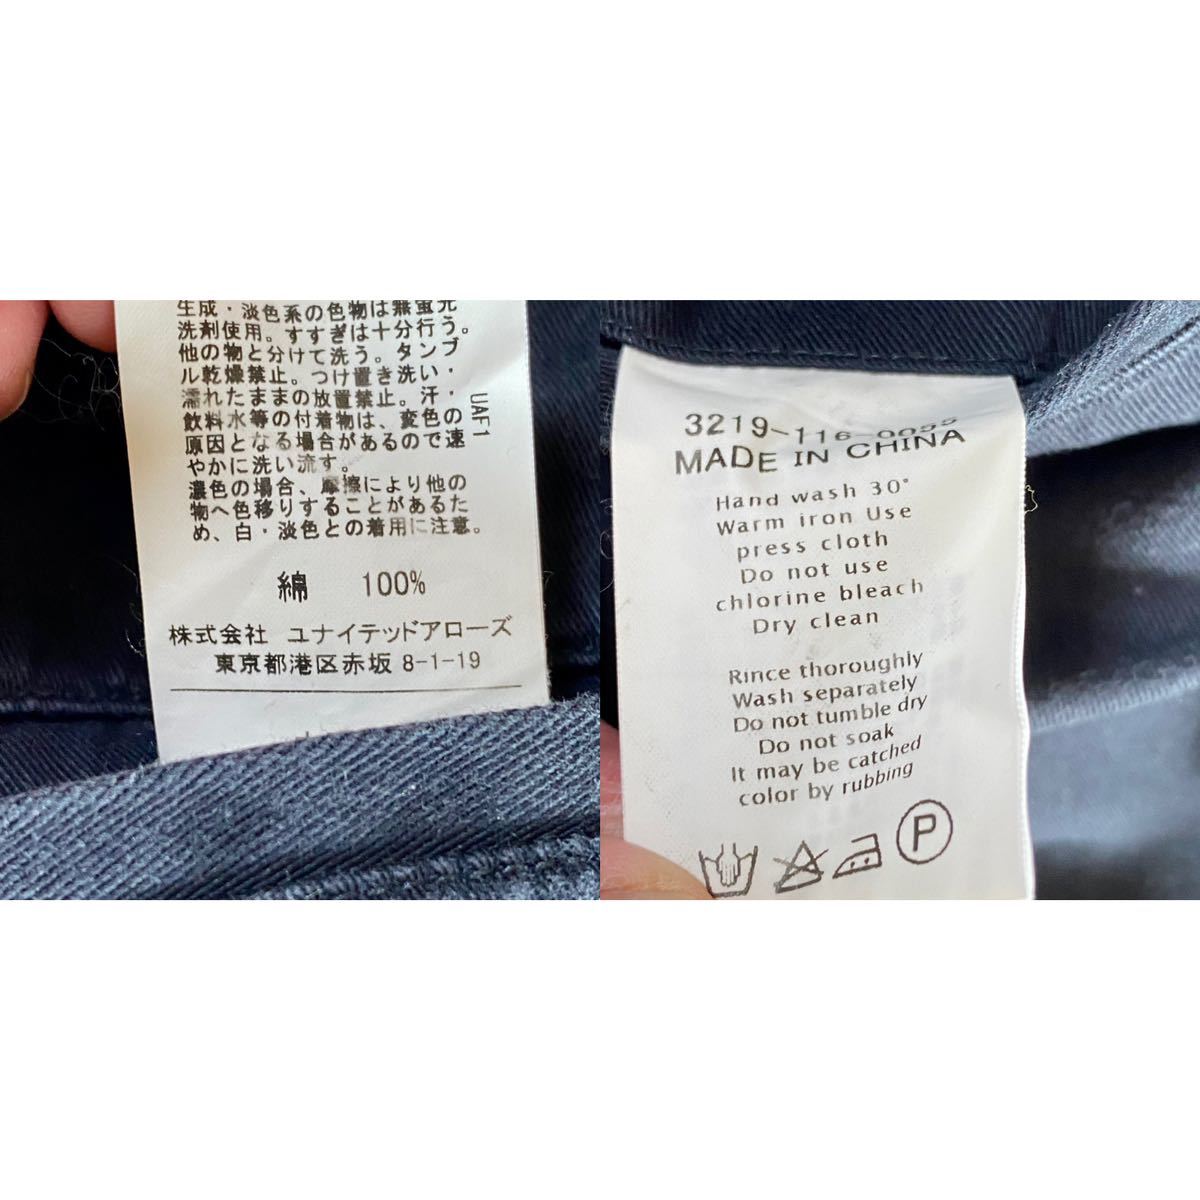 生成・淡色系の色物は無蛍光
洗剤使用。すすぎは十分行う。
他の物と分けて洗う。タンブ
ル乾燥禁止。つけ置き洗い・
濡れたままの放置禁止。汗・
飲料水等の付着物は、変色の
原因となる場合があるので速
やかに洗い流す。
濃色の場合、摩擦により他の
物へ色移りすることがあるた
め、白・淡色との着用に注意。
UAF1
綿 100%
株式会社 ユナイテッドアローズ
東京都港区赤坂 8-1-19
3219-116-0055
MADE IN CHINA
Hand wash 30°
Warm iron Use
press cloth
Do not use
chlorine bleach
Dry clean
Rince thoroughly
Wash separately
Do not tumble dry
Do not soak
It may be catched
color by rubbing
P